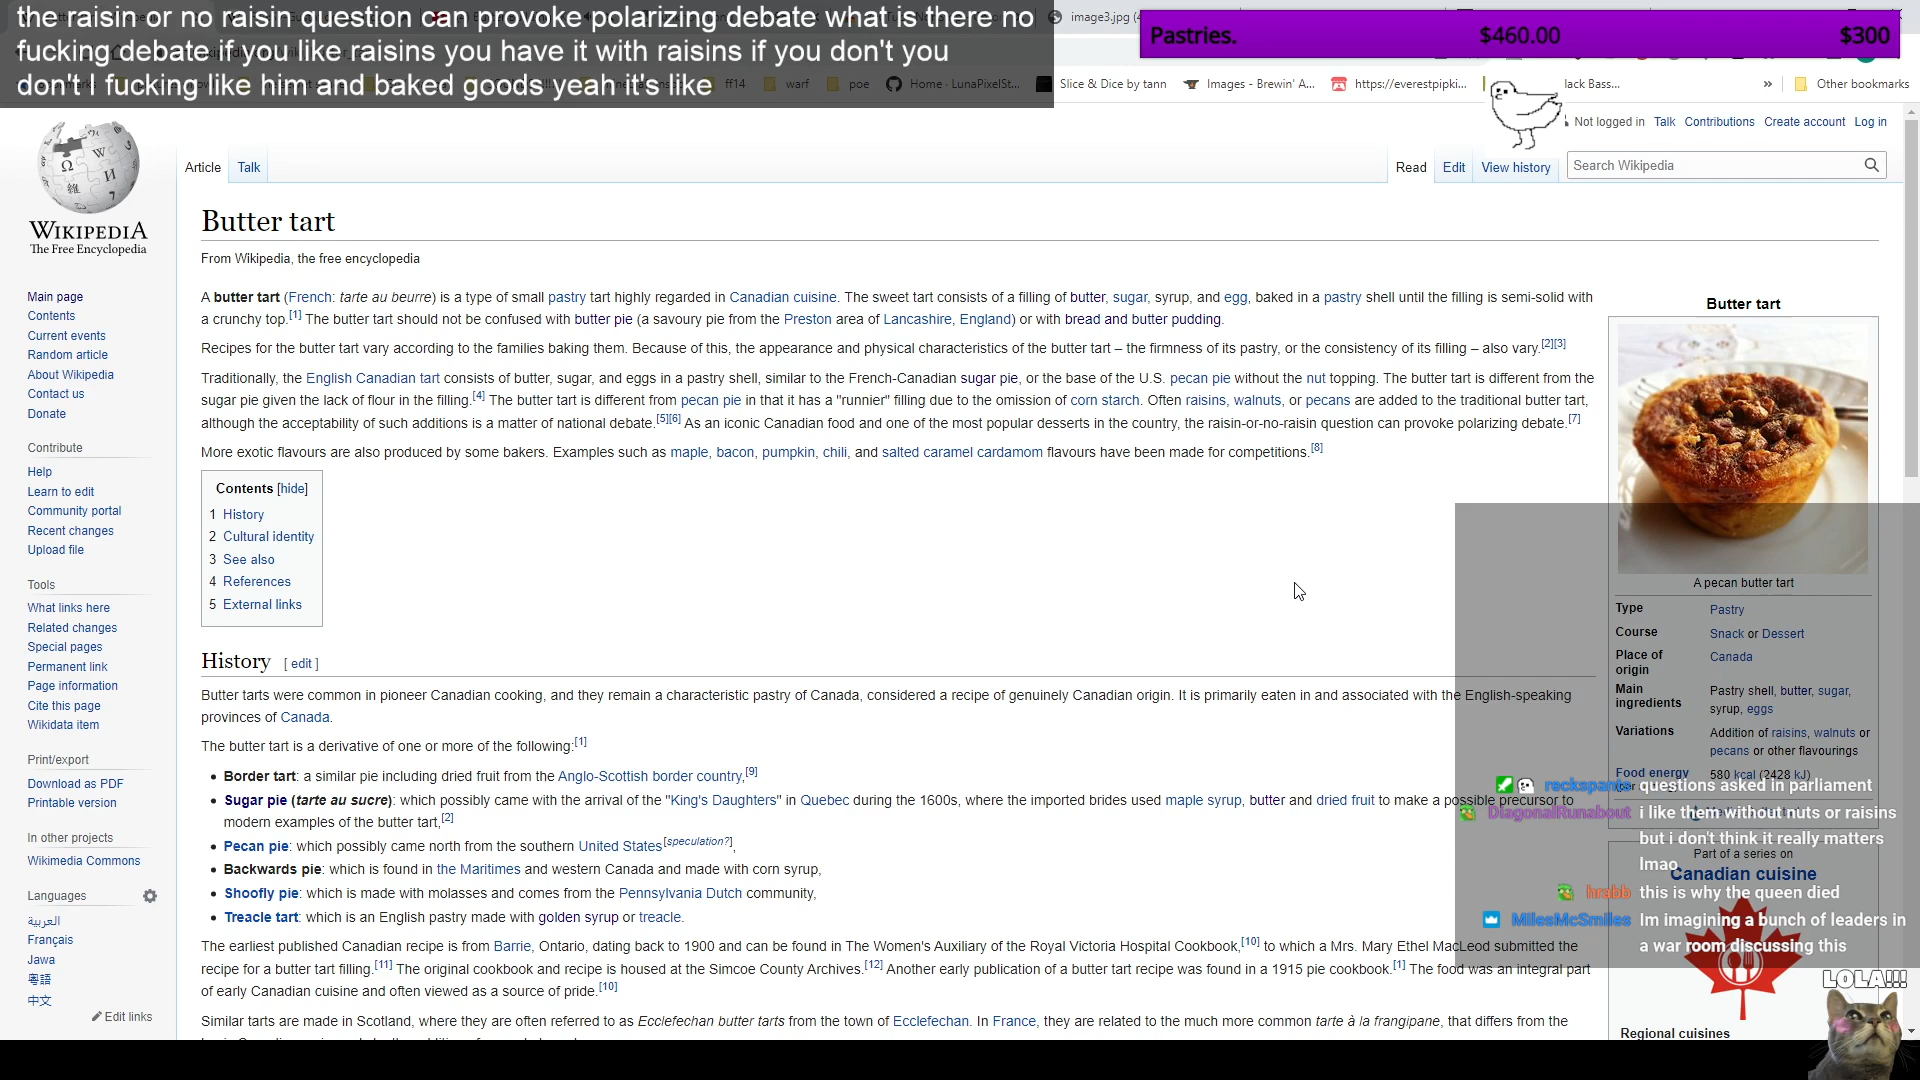 the raisin or no raisin question can provoke polarizing debate what is there no
fucking debate if you like raisins you have it with raisins if you don't you
don't i fucking like him and baked goods yeah it's like
image3.jpg (4
Pastries. $460.00 $300
ff14 warf poe Home · LunaPixelSt... Slice & Dice by tann Images - Brewin' A... https://everestpipki... lack Bass... » Other bookmarks
Not logged in Talk Contributions Create account Log in
Article Talk Read Edit View history Search Wikipedia
WIKIPEDIA
The Free Encyclopedia
Main page
Contents
Current events
Random article
About Wikipedia
Contact us
Donate
Contribute
Help
Learn to edit
Community portal
Recent changes
Upload file
Tools
What links here
Related changes
Special pages
Permanent link
Page information
Cite this page
Wikidata item
Print/export
Download as PDF
Printable version
In other projects
Wikimedia Commons
Languages
العربية
Français
Jawa
粵語
中文
Edit links
Butter tart
From Wikipedia, the free encyclopedia
A butter tart (French: tarte au beurre) is a type of small pastry tart highly regarded in Canadian cuisine. The sweet tart consists of a filling of butter, sugar, syrup, and egg, baked in a pastry shell until the filling is semi-solid with
a crunchy top.[1] The butter tart should not be confused with butter pie (a savoury pie from the Preston area of Lancashire, England) or with bread and butter pudding.
Recipes for the butter tart vary according to the families baking them. Because of this, the appearance and physical characteristics of the butter tart – the firmness of its pastry, or the consistency of its filling – also vary.[2][3]
Traditionally, the English Canadian tart consists of butter, sugar, and eggs in a pastry shell, similar to the French-Canadian sugar pie, or the base of the U.S. pecan pie without the nut topping. The butter tart is different from the
sugar pie given the lack of flour in the filling.[4] The butter tart is different from pecan pie in that it has a "runnier" filling due to the omission of corn starch. Often raisins, walnuts, or pecans are added to the traditional butter tart,
although the acceptability of such additions is a matter of national debate.[5][6] As an iconic Canadian food and one of the most popular desserts in the country, the raisin-or-no-raisin question can provoke polarizing debate.[7]
More exotic flavours are also produced by some bakers. Examples such as maple, bacon, pumpkin, chili, and salted caramel cardamom flavours have been made for competitions.[8]
Contents [hide]
1 History
2 Cultural identity
3 See also
4 References
5 External links
History [ edit ]
Butter tarts were common in pioneer Canadian cooking, and they remain a characteristic pastry of Canada, considered a recipe of genuinely Canadian origin. It is primarily eaten in and associated with the English-speaking
provinces of Canada.
The butter tart is a derivative of one or more of the following:[1]
• Border tart: a similar pie including dried fruit from the Anglo-Scottish border country,[9]
• Sugar pie (tarte au sucre): which possibly came with the arrival of the "King's Daughters" in Quebec during the 1600s, where the imported brides used maple syrup, butter and dried fruit to make a possible precursor to
modern examples of the butter tart,[2]
• Pecan pie: which possibly came north from the southern United States[speculation?],
• Backwards pie: which is found in the Maritimes and western Canada and made with corn syrup,
• Shoofly pie: which is made with molasses and comes from the Pennsylvania Dutch community,
• Treacle tart: which is an English pastry made with golden syrup or treacle.
The earliest published Canadian recipe is from Barrie, Ontario, dating back to 1900 and can be found in The Women's Auxiliary of the Royal Victoria Hospital Cookbook,[10] to which a Mrs. Mary Ethel MacLeod submitted the
recipe for a butter tart filling.[11] The original cookbook and recipe is housed at the Simcoe County Archives.[12] Another early publication of a butter tart recipe was found in a 1915 pie cookbook.[1] The food was an integral part
of early Canadian cuisine and often viewed as a source of pride.[10]
Similar tarts are made in Scotland, where they are often referred to as Ecclefechan butter tarts from the town of Ecclefechan. In France, they are related to the much more common tarte à la frangipane, that differs from the
Butter tart
A pecan butter tart
Type Pastry
Course Snack or Dessert
Place of origin Canada
Main ingredients Pastry shell, butter, sugar, syrup, eggs
Variations Addition of raisins, walnuts or pecans or other flavourings
Food energy 580 kcal (2428 kJ)
Part of a series on
Canadian cuisine
Regional cuisines
reckspants questions asked in parliament
DiagonalRunabout i like them without nuts or raisins
but i don't think it really matters
lmao
hrabb this is why the queen died
MilesMcSmiles Im imagining a bunch of leaders in
a war room discussing this
LOLA!!!